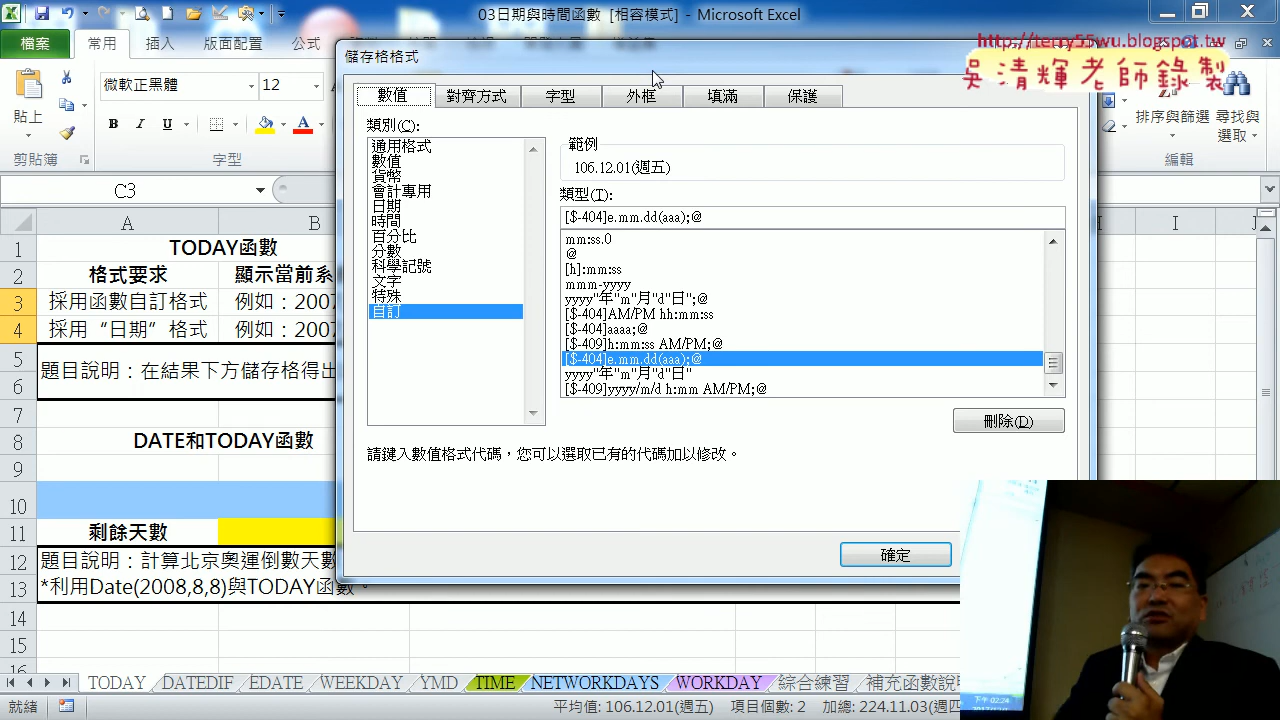 03日期與時間函數 [相容模式] - Microsoft Excel
http://terry55wu.blogspot.tw
吳清輝老師錄製
檔案
常用
插入
版面配置
公式
微軟正黑體
12
貼上
剪貼簿
B I U
字型
排序與篩選
尋找與選取
編輯
C3
儲存格格式
數值
對齊方式
字型
外框
填滿
保護
類別(C):
通用格式
數值
貨幣
會計專用
日期
時間
百分比
分數
科學記號
文字
特殊
自訂
範例
106.12.01(週五)
類型(T):
[$-404]e.mm.dd(aaa);@
mm:ss.0
@
[h]:mm:ss
mmm-yyyy
yyyy"年"m"月"d"日";@
[$-404]AM/PM hh:mm:ss
[$-404]aaaa;@
[$-409]h:mm:ss AM/PM;@
[$-404]e.mm.dd(aaa);@
yyyy"年"m"月"d"日"
[$-409]yyyy/m/d h:mm AM/PM;@
刪除(D)
請鍵入數值格式代碼，您可以選取已有的代碼加以修改。
確定
A B H I
1 TODAY函數
2 格式要求 顯示當前系
3 採用函數自訂格式 例如：2007
4 採用“日期”格式 例如：2007
5 題目說明：在結果下方儲存格得出
6
7
8 DATE和TODAY函數
9
10
11 剩餘天數
12 題目說明：計算北京奧運倒數天數
13 *利用Date(2008,8,8)與TODAY函數。
14
15
16
TODAY DATEDIF EDATE WEEKDAY YMD TIME NETWORKDAYS WORKDAY 綜合練習 補充函數說
就緒
平均值: 106.12.01(週五) 項目個數: 2 加總: 224.11.03(週四
下午 02:24